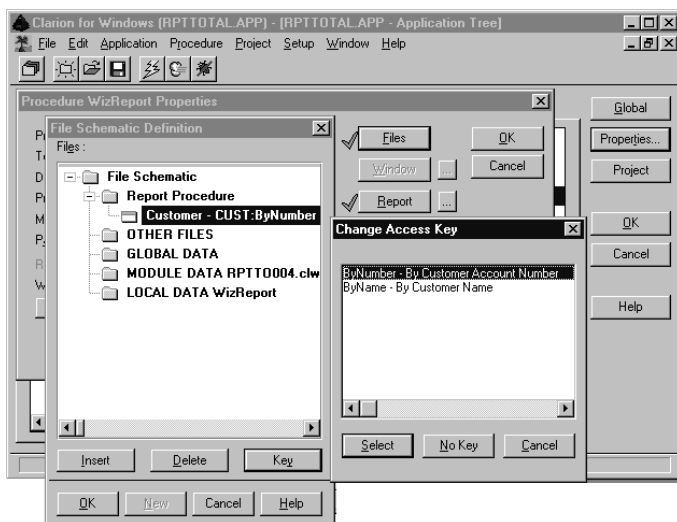 Clarion for Windows (RPTTOTAL.APP) - [RPTTOTAL.APP - Application Tree]
File Edit Application Procedure Project Setup Window Help
Procedure WizReport Properties
Global
Properties...
Project
OK
Cancel
Help
Files
OK
Window
...
Cancel
Report
...
File Schematic Definition
Files:
File Schematic
Report Procedure
Customer - CUST:ByNumber
OTHER FILES
GLOBAL DATA
MODULE DATA RPTTO004.clw
LOCAL DATA WizReport
Insert Delete Key
OK New Cancel Help
Change Access Key
ByNumber - By Customer Account Number
ByName - By Customer Name
Select No Key Cancel